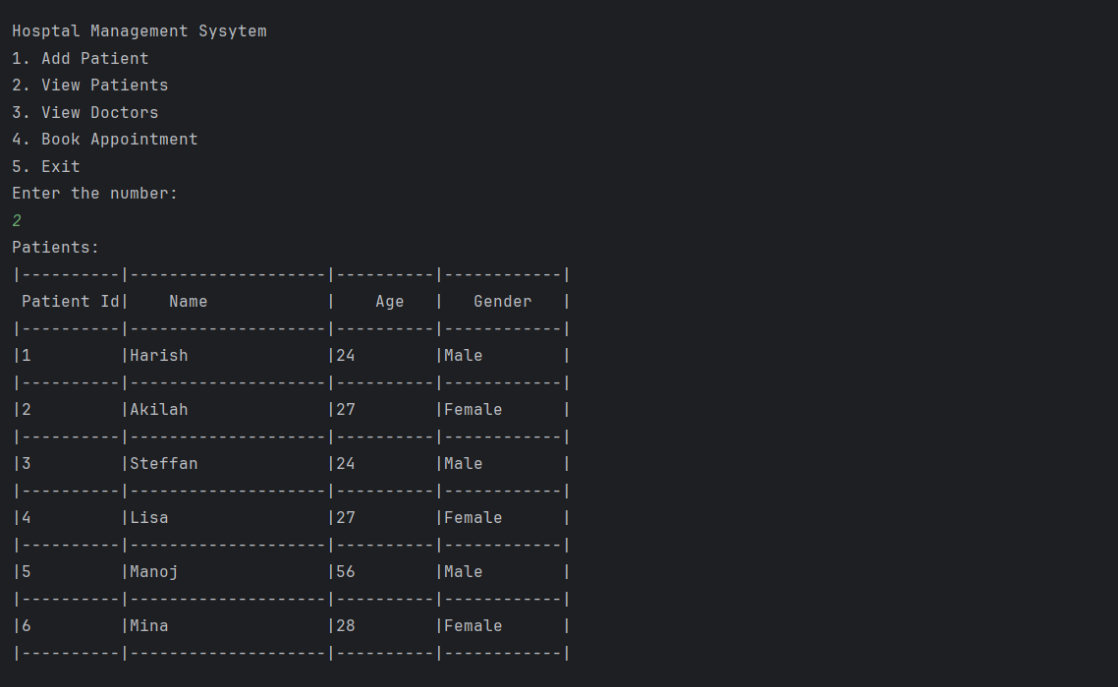 Hosptal Management Sysytem
1. Add Patient
2. View Patients
3. View Doctors
4. Book Appointment
5. Exit
Enter the number:
2
Patients:
|----------|--------------------|----------|------------|
 Patient Id|    Name            |    Age   |   Gender   |
|----------|--------------------|----------|------------|
|1         |Harish              |24        |Male        |
|----------|--------------------|----------|------------|
|2         |Akilah              |27        |Female      |
|----------|--------------------|----------|------------|
|3         |Steffan             |24        |Male        |
|----------|--------------------|----------|------------|
|4         |Lisa                |27        |Female      |
|----------|--------------------|----------|------------|
|5         |Manoj               |56        |Male        |
|----------|--------------------|----------|------------|
|6         |Mina                |28        |Female      |
|----------|--------------------|----------|------------|